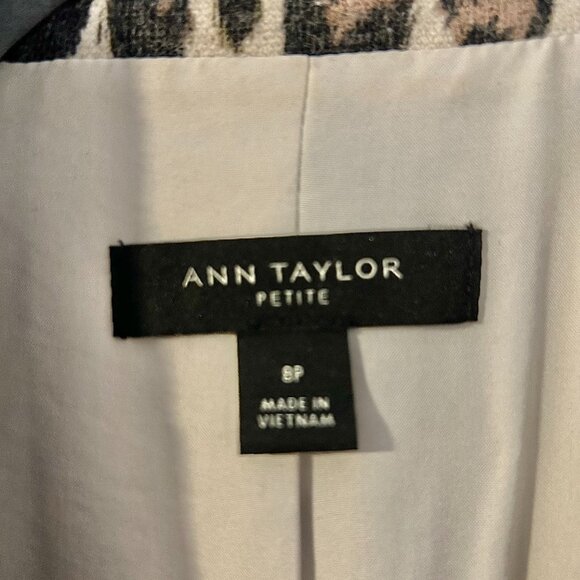 ANN TAYLOR
PETITE
8P
MADE IN
VIETNAM